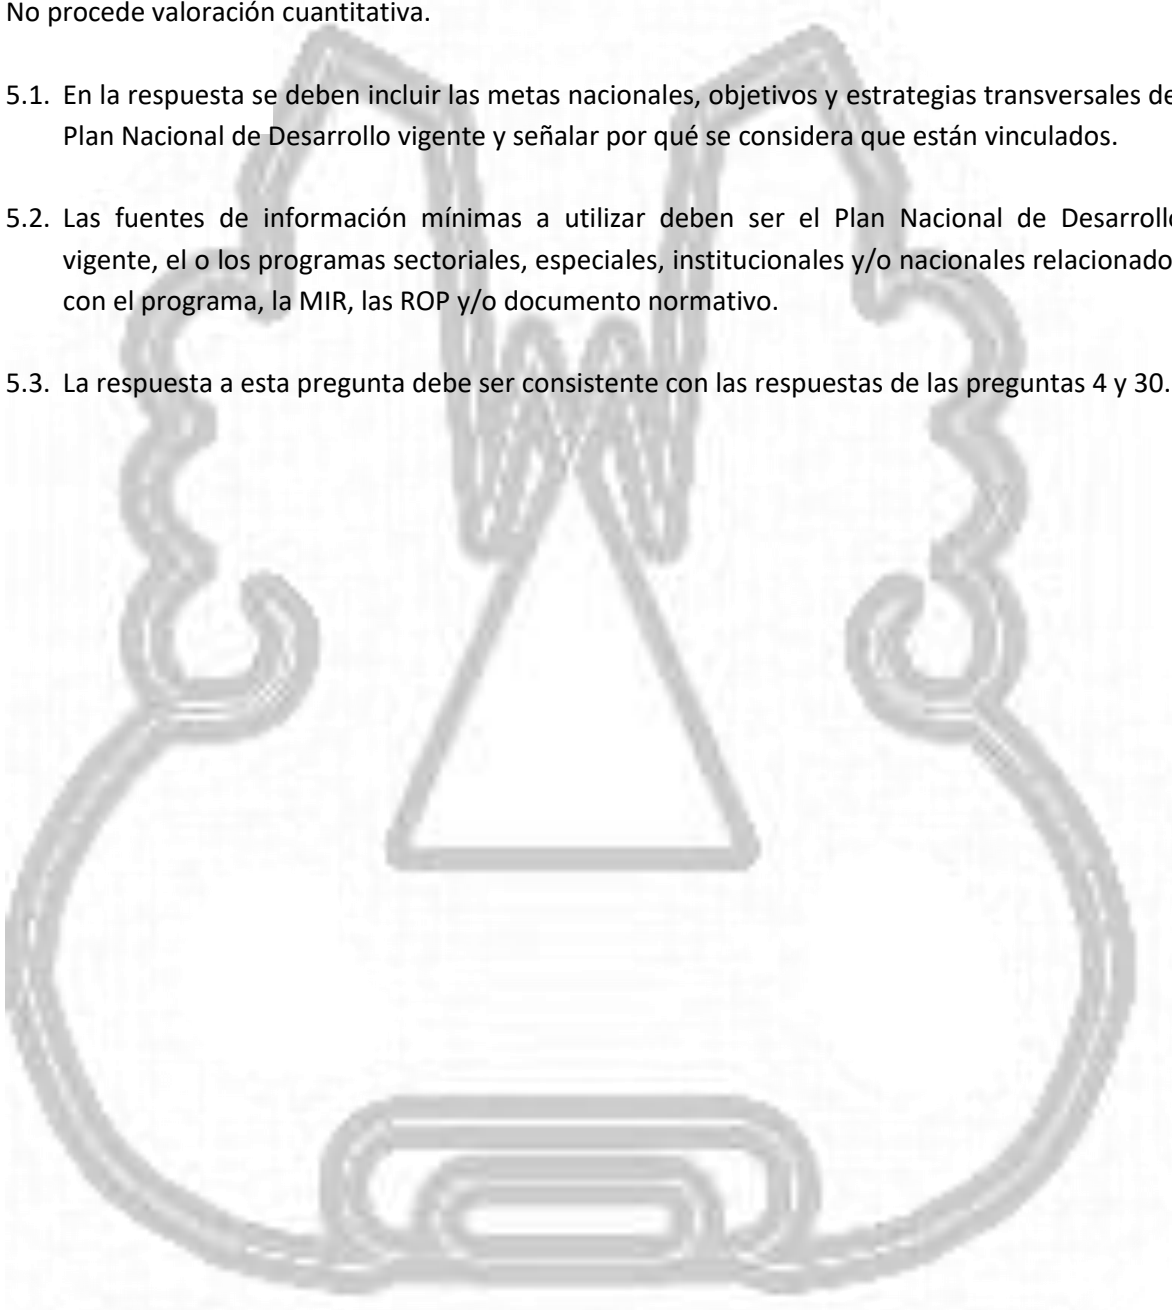 No procede valoración cuantitativa.
5.1. En la respuesta se deben incluir las metas nacionales, objetivos y estrategias transversales de
Plan Nacional de Desarrollo vigente y señalar por qué se considera que están vinculados.
5.2. Las fuentes de información mínimas a utilizar deben ser el Plan Nacional de Desarrollo
vigente, el o los programas sectoriales, especiales, institucionales y/o nacionales relacionado
con el programa, la MIR, las ROP y/o documento normativo.
5.3. La respuesta a esta pregunta debe ser consistente con las respuestas de las preguntas 4 y 30.